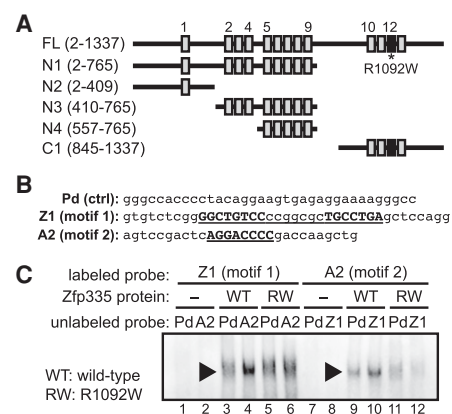 A
1 2 4 5 9 10 12
FL (2-1337)
*
R1092W
N1 (2-765)
N2 (2-409)
N3 (410-765)
N4 (557-765)
C1 (845-1337)
B
Pd (ctrl): gggccacccctacaggaagtgagaggaaaagggcc
Z1 (motif 1): gtgtctcggGGCTGTCCccggcgcTGCCTGAgctccagg
A2 (motif 2): agtccgactcAGGACCCCgaccaagctg
C
labeled probe: Z1 (motif 1) A2 (motif 2)
Zfp335 protein: – WT RW – WT RW
unlabeled probe: Pd A2 Pd A2 Pd A2 Pd Z1 Pd Z1 Pd Z1
WT: wild-type
RW: R1092W
1 2 3 4 5 6 7 8 9 10 11 12